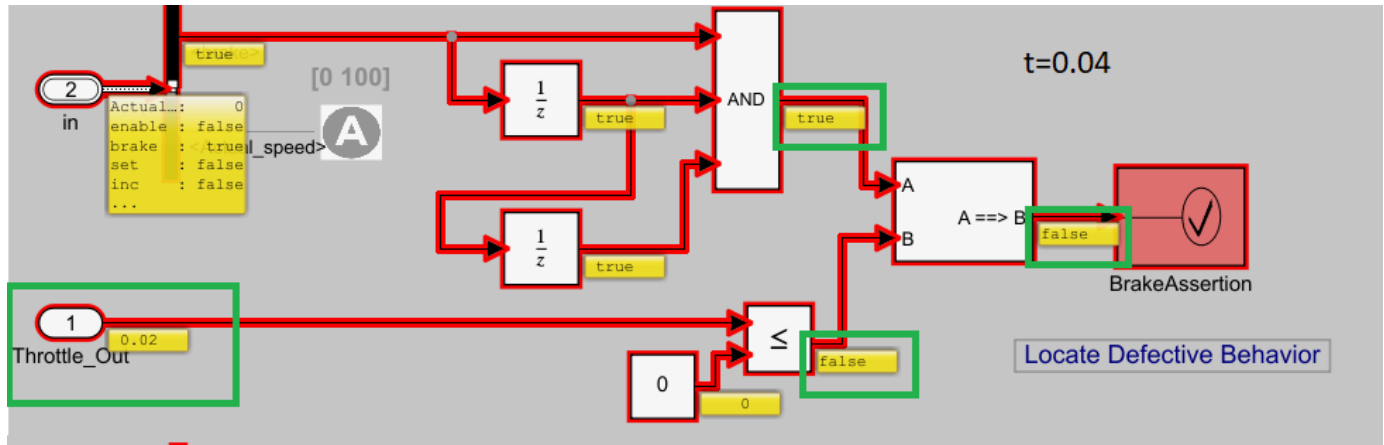 true
t=0.04
[0 100]
2
in
Actual…: 0
enable : false
brake : true
set : false
inc : false
...
A
l_speed>
1
z
true
AND
true
A
B
A ==> B
false
BrakeAssertion
1
z
true
1
Throttle_Out
0.02
≤
false
0
0
Locate Defective Behavior